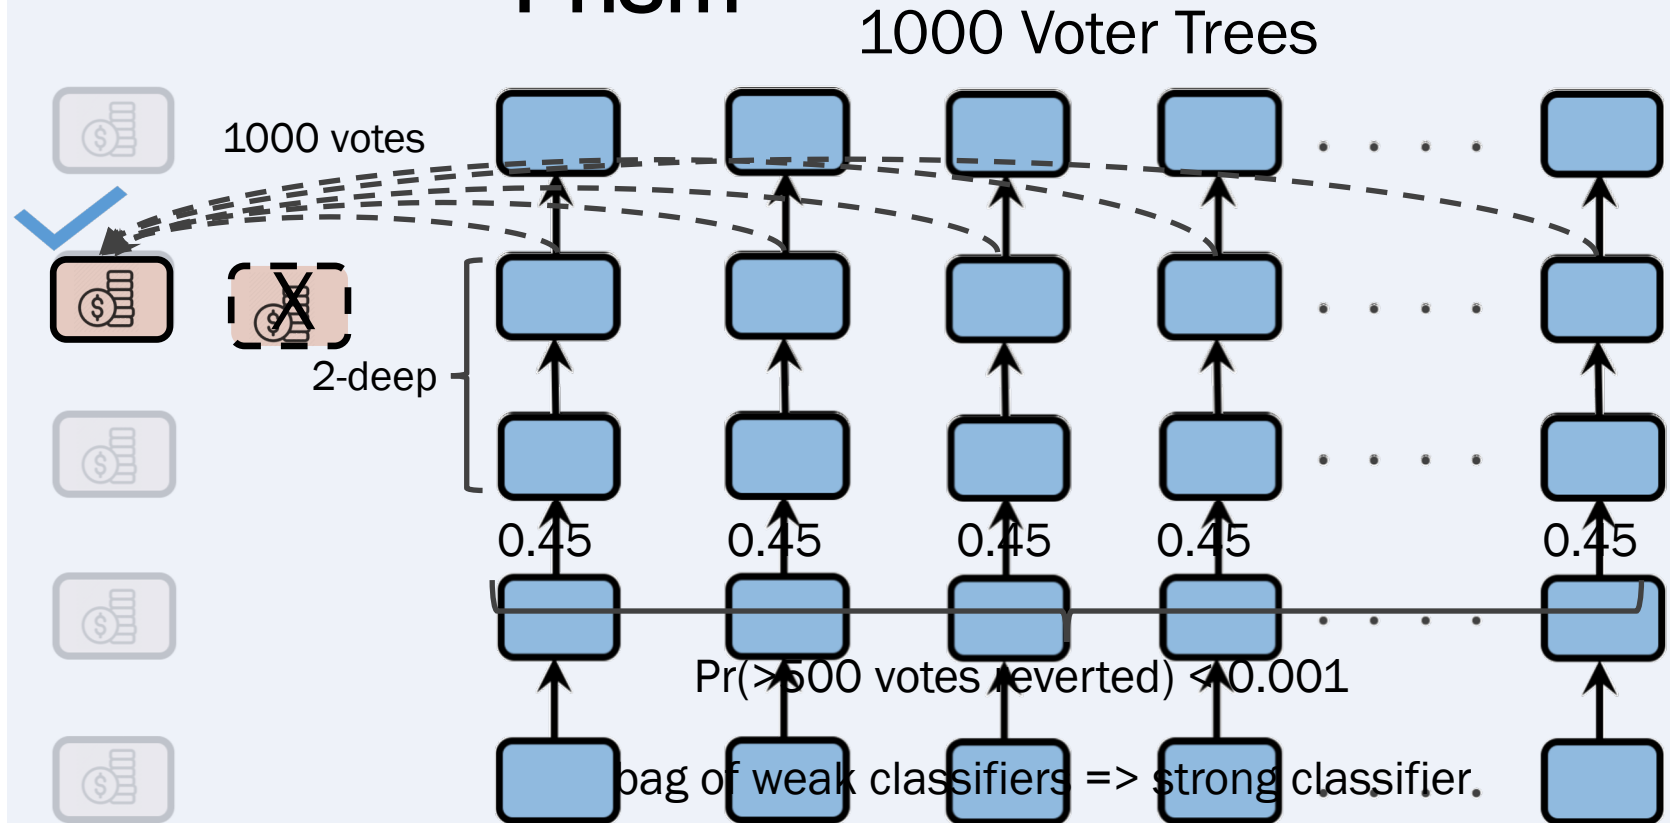 Prism
1000 Voter Trees
1000 votes
X
2-deep
0.45 0.45 0.45 0.45 0.45
Pr(>500 votes reverted) < 0.001
bag of weak classifiers => strong classifier.